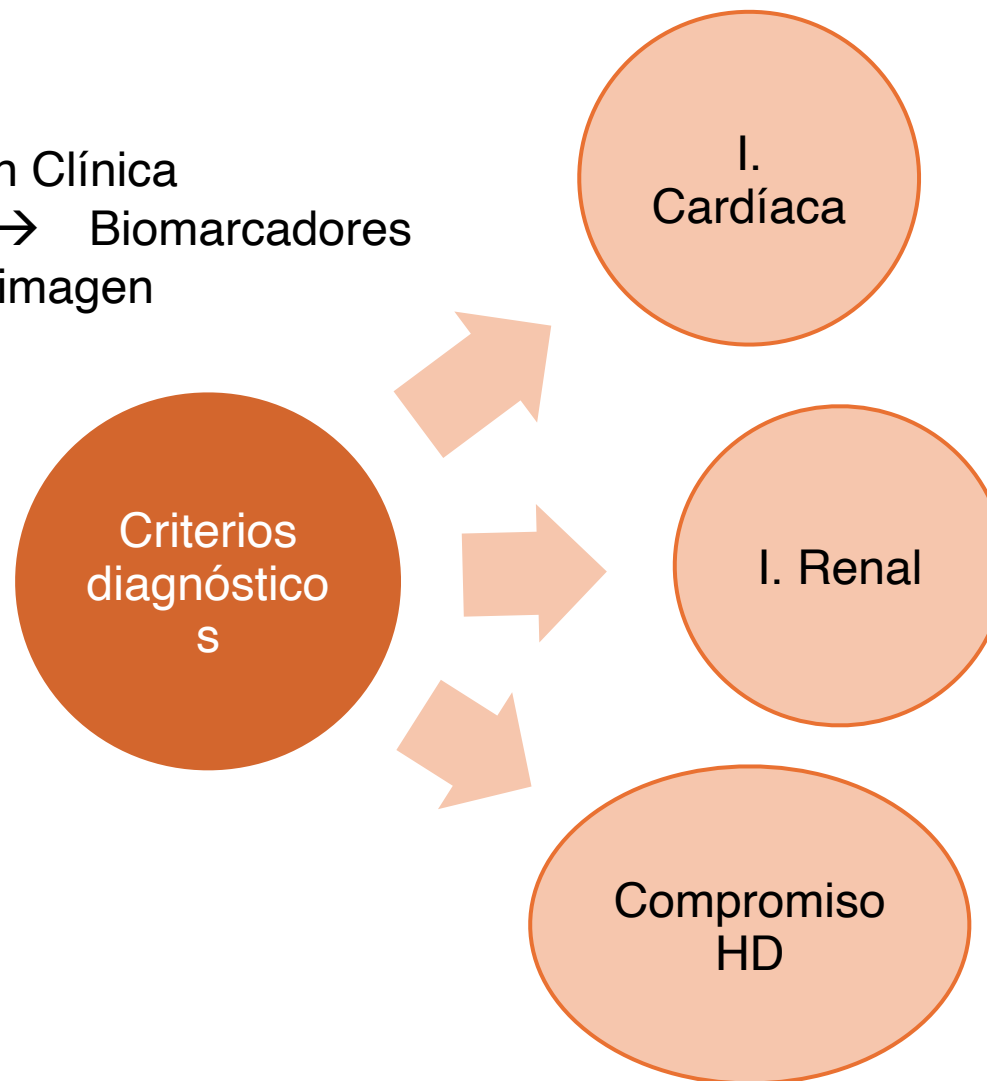 n Clínica
→ Biomarcadores
imagen
I.
Cardíaca
Criterios
diagnóstico
s
I. Renal
Compromiso
HD